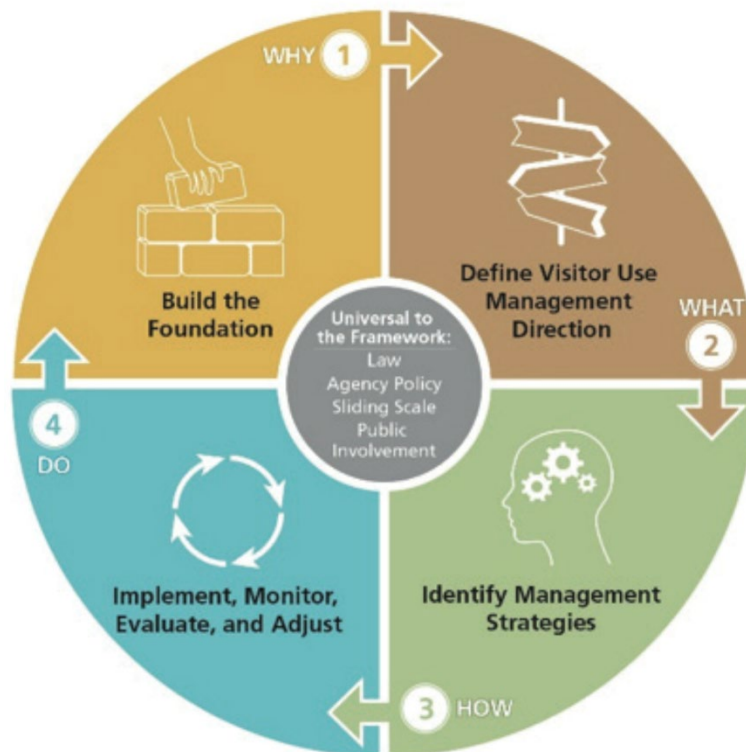 WHY 1
Build the
Foundation
Define Visitor Use
Management
Direction
WHAT
2
Universal to
the Framework:
Law
Agency Policy
Sliding Scale
Public
Involvement
Identify Management
Strategies
3 HOW
Implement, Monitor,
Evaluate, and Adjust
4
DO